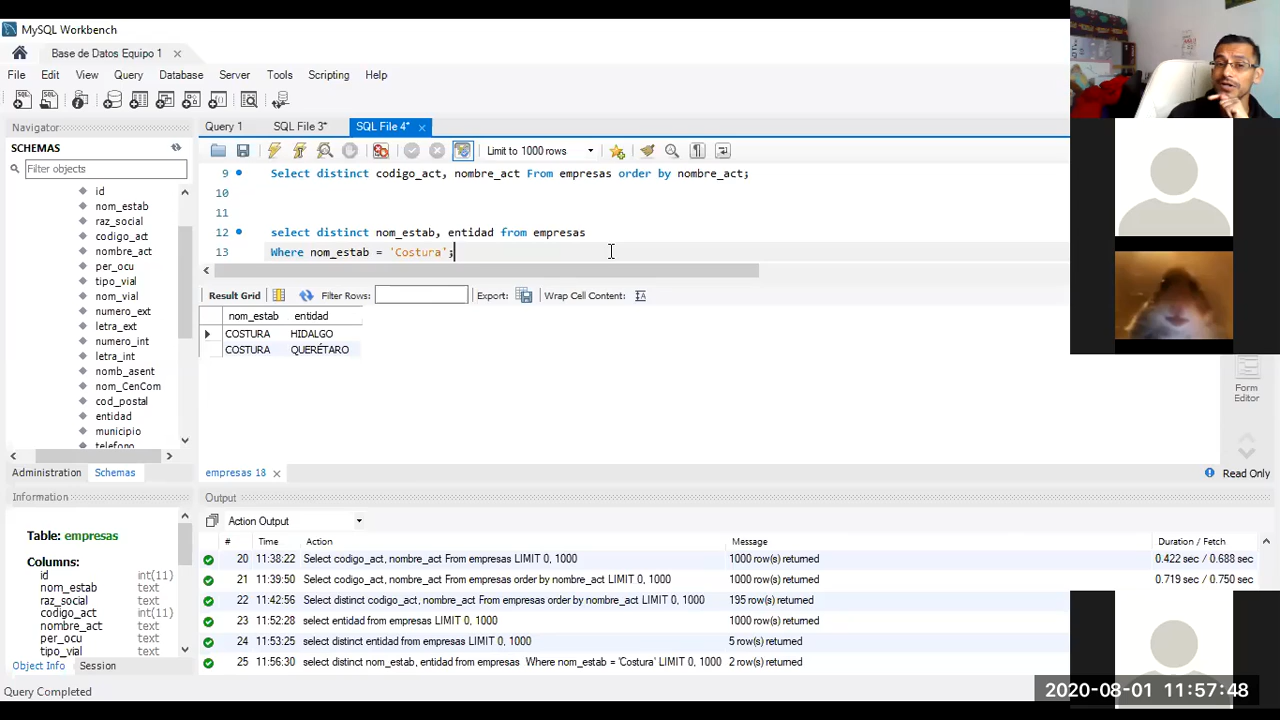 MySQL Workbench
Base de Datos Equipo 1
File Edit View Query Database Server Tools Scripting Help
Navigator
SCHEMAS
Filter objects
id
nom_estab
raz_social
codigo_act
nombre_act
per_ocu
tipo_vial
nom_vial
numero_ext
letra_ext
numero_int
letra_int
nomb_asent
nom_CenCom
cod_postal
entidad
municipio
telefono
Administration Schemas
Information
Table: empresas
Columns:
id int(11)
nom_estab text
raz_social text
codigo_act int(11)
nombre_act text
per_ocu text
tipo_vial text
Object Info Session
Query Completed
Query 1 SQL File 3* SQL File 4*
Limit to 1000 rows
9 Select distinct codigo_act, nombre_act From empresas order by nombre_act;
10
11
12 select distinct nom_estab, entidad from empresas
13 Where nom_estab = 'Costura';
Result Grid Filter Rows: Export: Wrap Cell Content:
nom_estab entidad
COSTURA HIDALGO
COSTURA QUERÉTARO
Form Editor
empresas 18
Read Only
Output
Action Output
# Time Action Message Duration / Fetch
20 11:38:22 Select codigo_act, nombre_act From empresas LIMIT 0, 1000 1000 row(s) returned 0.422 sec / 0.688 sec
21 11:39:50 Select codigo_act, nombre_act From empresas order by nombre_act LIMIT 0, 1000 1000 row(s) returned 0.719 sec / 0.750 sec
22 11:42:56 Select distinct codigo_act, nombre_act From empresas order by nombre_act LIMIT 0, 1000 195 row(s) returned
23 11:52:28 select entidad from empresas LIMIT 0, 1000 1000 row(s) returned
24 11:53:25 select distinct entidad from empresas LIMIT 0, 1000 5 row(s) returned
25 11:56:30 select distinct nom_estab, entidad from empresas Where nom_estab = 'Costura' LIMIT 0, 1000 2 row(s) returned
2020-08-01 11:57:48